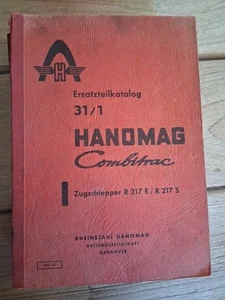 Ersatzteilkatalog
31/1
HANOMAG
Combitrac
Zugschlepper R 217 E / R 217 S
RHEINSTAHL HANOMAG
AKTIENGESELLSCHAFT
HANNOVER